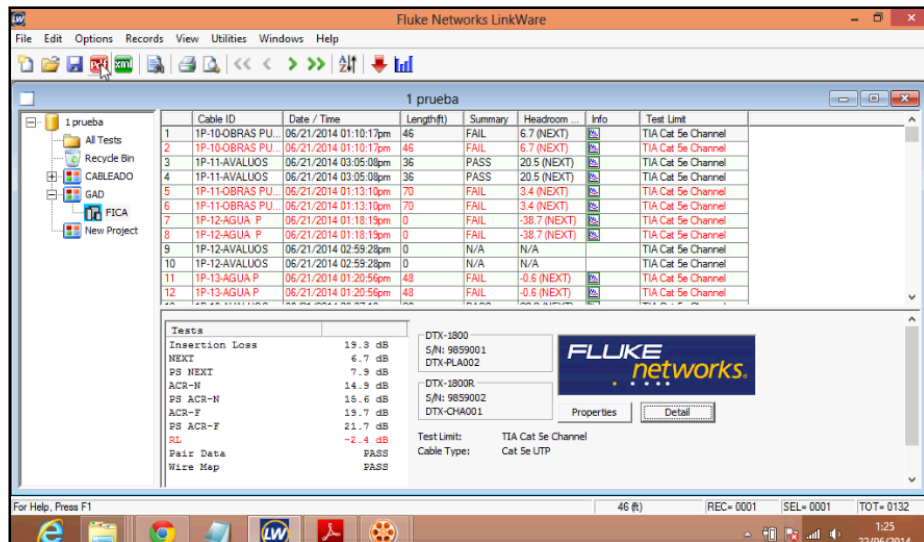 LW
Fluke Networks LinkWare
File Edit Options Records View Utilities Windows Help
pdf xml
1 prueba
1 prueba
All Tests
Recycle Bin
CABLEADO
GAD
FICA
New Project
Cable ID Date / Time Length(ft) Summary Headroom ... Info Test Limit
1 1P-10-OBRAS PU... 06/21/2014 01:10:17pm 46 FAIL 6.7 (NEXT) TIA Cat 5e Channel
2 1P-10-OBRAS PU... 06/21/2014 01:10:17pm 46 FAIL 6.7 (NEXT) TIA Cat 5e Channel
3 1P-11-AVALUOS 06/21/2014 03:05:08pm 36 PASS 20.5 (NEXT) TIA Cat 5e Channel
4 1P-11-AVALUOS 06/21/2014 03:05:08pm 36 PASS 20.5 (NEXT) TIA Cat 5e Channel
5 1P-11-OBRAS PU... 06/21/2014 01:13:10pm 70 FAIL 3.4 (NEXT) TIA Cat 5e Channel
6 1P-11-OBRAS PU... 06/21/2014 01:13:10pm 70 FAIL 3.4 (NEXT) TIA Cat 5e Channel
7 1P-12-AGUA P 06/21/2014 01:18:19pm 0 FAIL -38.7 (NEXT) TIA Cat 5e Channel
8 1P-12-AGUA P 06/21/2014 01:18:19pm 0 FAIL -38.7 (NEXT) TIA Cat 5e Channel
9 1P-12-AVALUOS 06/21/2014 02:59:28pm 0 N/A N/A TIA Cat 5e Channel
10 1P-12-AVALUOS 06/21/2014 02:59:28pm 0 N/A N/A TIA Cat 5e Channel
11 1P-13-AGUA P 06/21/2014 01:20:56pm 48 FAIL -0.6 (NEXT) TIA Cat 5e Channel
12 1P-13-AGUA P 06/21/2014 01:20:56pm 48 FAIL -0.6 (NEXT) TIA Cat 5e Channel
Tests
Insertion Loss 19.3 dB
NEXT 6.7 dB
PS NEXT 7.9 dB
ACR-N 14.9 dB
PS ACR-N 15.6 dB
ACR-F 19.7 dB
PS ACR-F 21.7 dB
RL -2.4 dB
Pair Data PASS
Wire Map PASS
DTX-1800
S/N: 9859001
DTX-PLA002
DTX-1800R
S/N: 9859002
DTX-CHA001
FLUKE
networks.
Properties Detail
Test Limit: TIA Cat 5e Channel
Cable Type: Cat 5e UTP
For Help, Press F1 46 (ft) REC= 0001 SEL= 0001 TOT= 0132
LW
1:25
22/06/2014